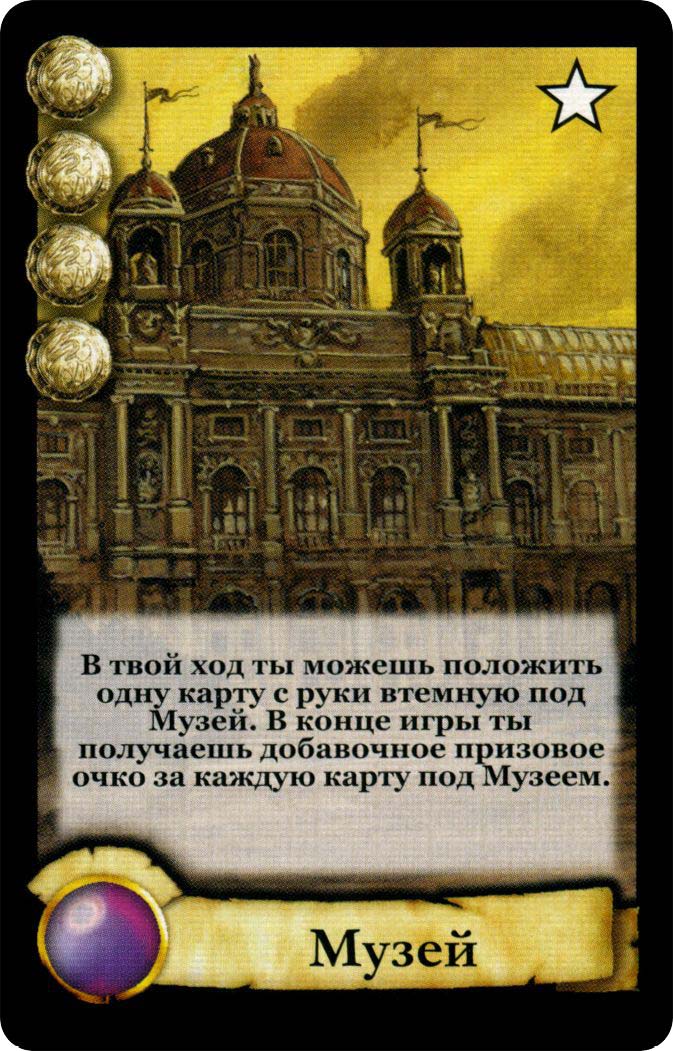 В твой ход ты можешь положить
одну карту с руки втемную под
Музей. В конце игры ты
получаешь добавочное призовое
очко за каждую карту под Музеем.
Музей